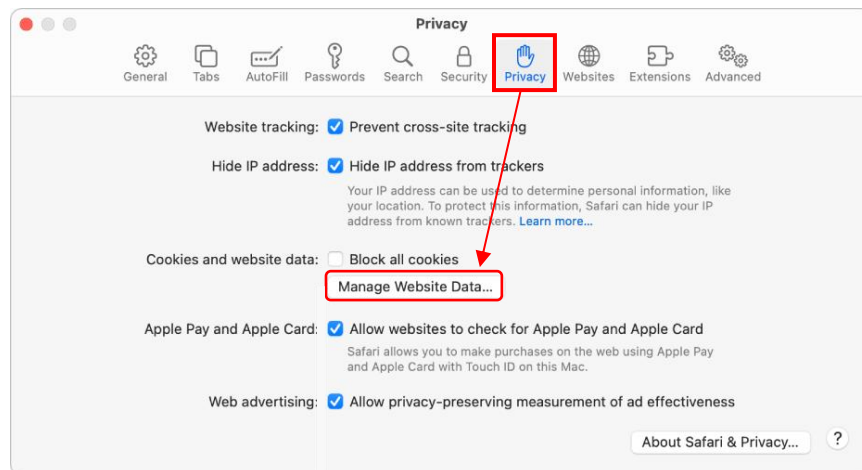 Privacy
General Tabs AutoFill Passwords Search Security Privacy Websites Extensions Advanced
Website tracking: Prevent cross-site tracking
Hide IP address: Hide IP address from trackers
Your IP address can be used to determine personal information, like
your location. To protect this information, Safari can hide your IP
address from known trackers. Learn more...
Cookies and website data: Block all cookies
Manage Website Data...
Apple Pay and Apple Card: Allow websites to check for Apple Pay and Apple Card
Safari allows you to make purchases on the web using Apple Pay
and Apple Card with Touch ID on this Mac.
Web advertising: Allow privacy-preserving measurement of ad effectiveness
About Safari & Privacy... ?